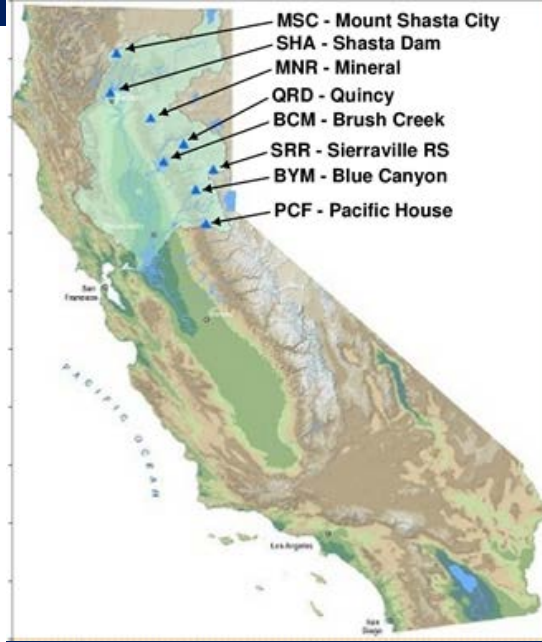 MSC - Mount Shasta City
SHA - Shasta Dam
MNR - Mineral
QRD - Quincy
BCM - Brush Creek
SRR - Sierraville RS
BYM - Blue Canyon
PCF - Pacific House
San
Francisco
PACIFIC OCEAN
Los Angeles
San
Diego